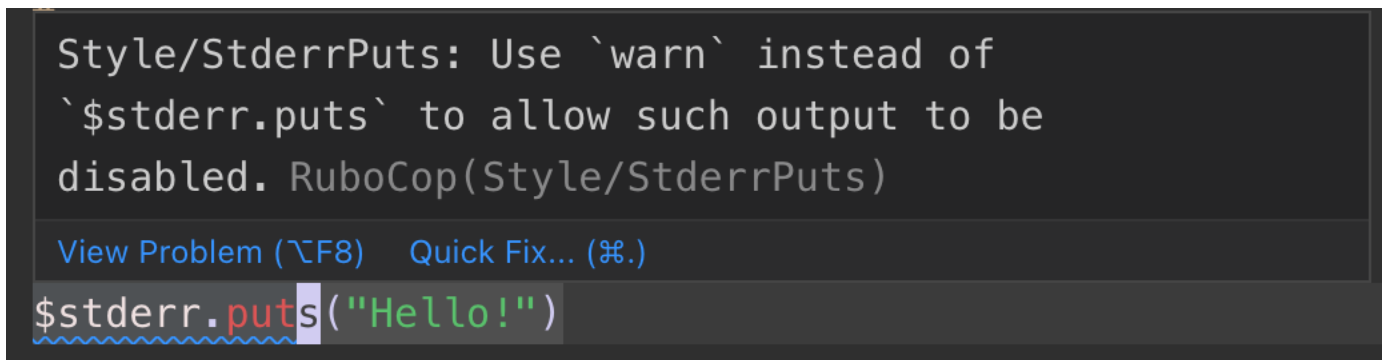 Style/StderrPuts: Use `warn` instead of
`$stderr.puts` to allow such output to be
disabled. RuboCop(Style/StderrPuts)
View Problem (⌥F8) Quick Fix... (⌘.)
$stderr.puts("Hello!")